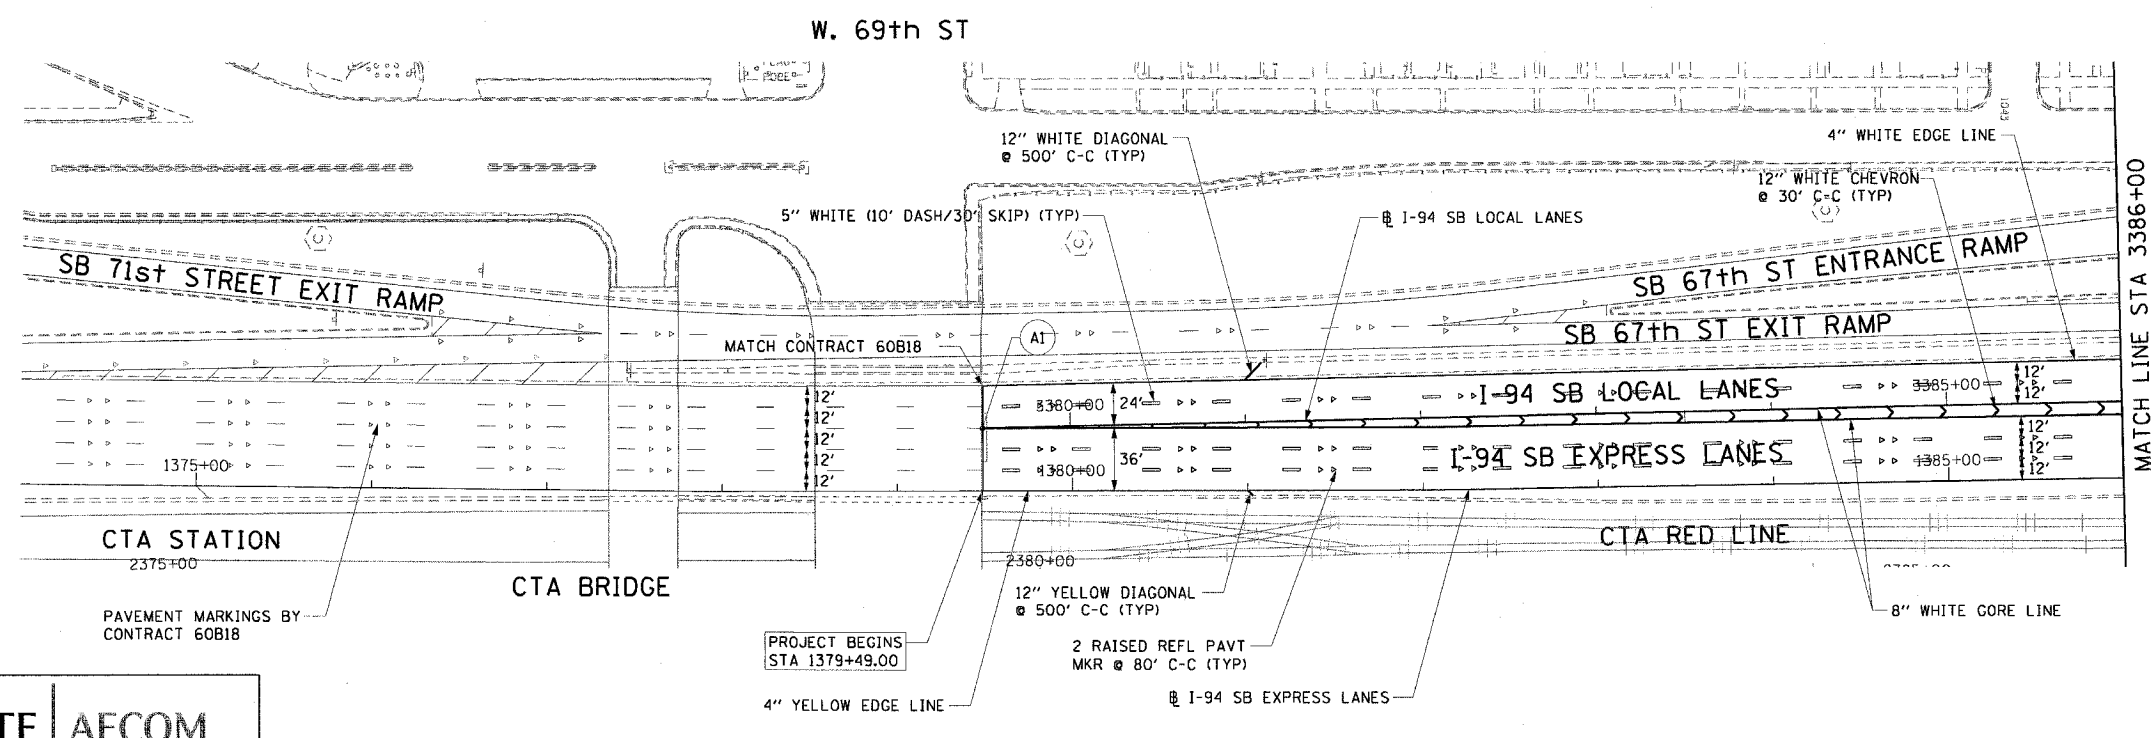 W. 69th ST
12" WHITE DIAGONAL
@ 500' C-C (TYP)
4" WHITE EDGE LINE
12" WHITE CHEVRON
@ 30' C-C (TYP)
5" WHITE (10' DASH/30' SKIP) (TYP)
℄ I-94 SB LOCAL LANES
SB 71st STREET EXIT RAMP
SB 67th ST ENTRANCE RAMP
SB 67th ST EXIT RAMP
MATCH LINE STA 3386+00
MATCH CONTRACT 60B18
A1
I-94 SB LOCAL LANES
3380+00
3385+00
24'
12'
12'
12'
12'
12'
12'
12'
I-94 SB EXPRESS LANES
1375+00
1380+00
1385+00
36'
12'
12'
12'
CTA STATION
2375+00
CTA BRIDGE
2380+00
CTA RED LINE
PAVEMENT MARKINGS BY
CONTRACT 60B18
PROJECT BEGINS
STA 1379+49.00
4" YELLOW EDGE LINE
12" YELLOW DIAGONAL
@ 500' C-C (TYP)
2 RAISED REFL PAVT
MKR @ 80' C-C (TYP)
℄ I-94 SB EXPRESS LANES
8" WHITE GORE LINE
TE
AECOM